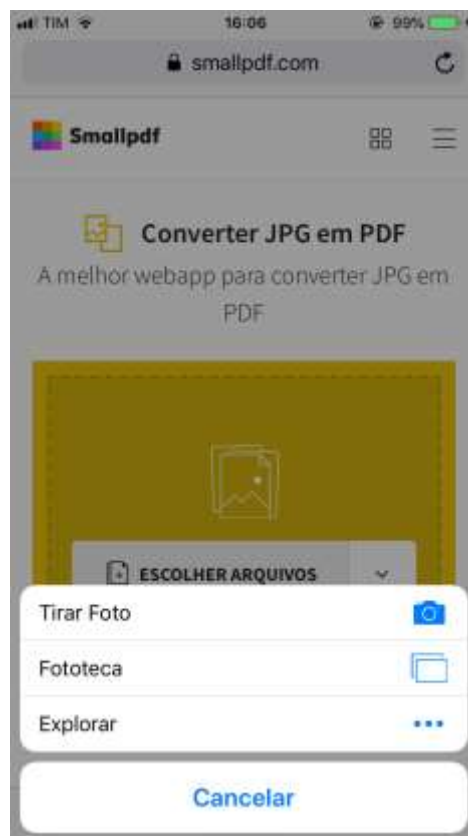 TIM 16:06 99%
smallpdf.com
Smallpdf
Converter JPG em PDF
A melhor webapp para converter JPG em
PDF
ESCOLHER ARQUIVOS
Tirar Foto
Fototeca
Explorar
Cancelar